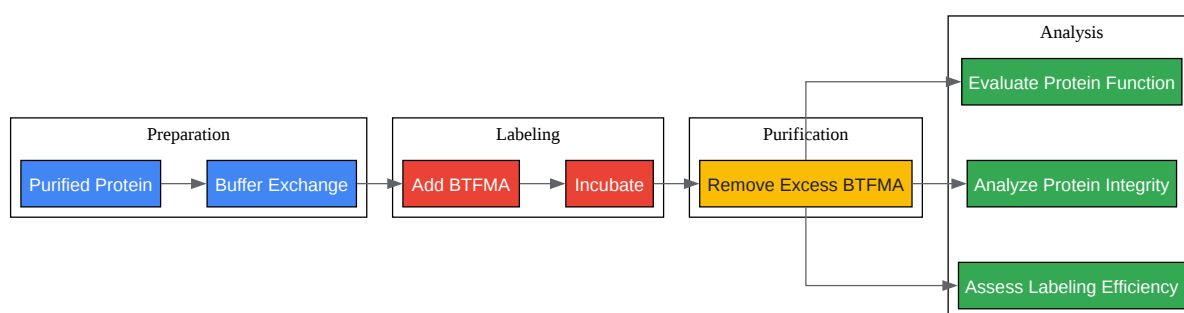 Preparation
Purified Protein
Buffer Exchange
Labeling
Add BTFMA
Incubate
Purification
Remove Excess BTFMA
Analysis
Evaluate Protein Function
Analyze Protein Integrity
Assess Labeling Efficiency